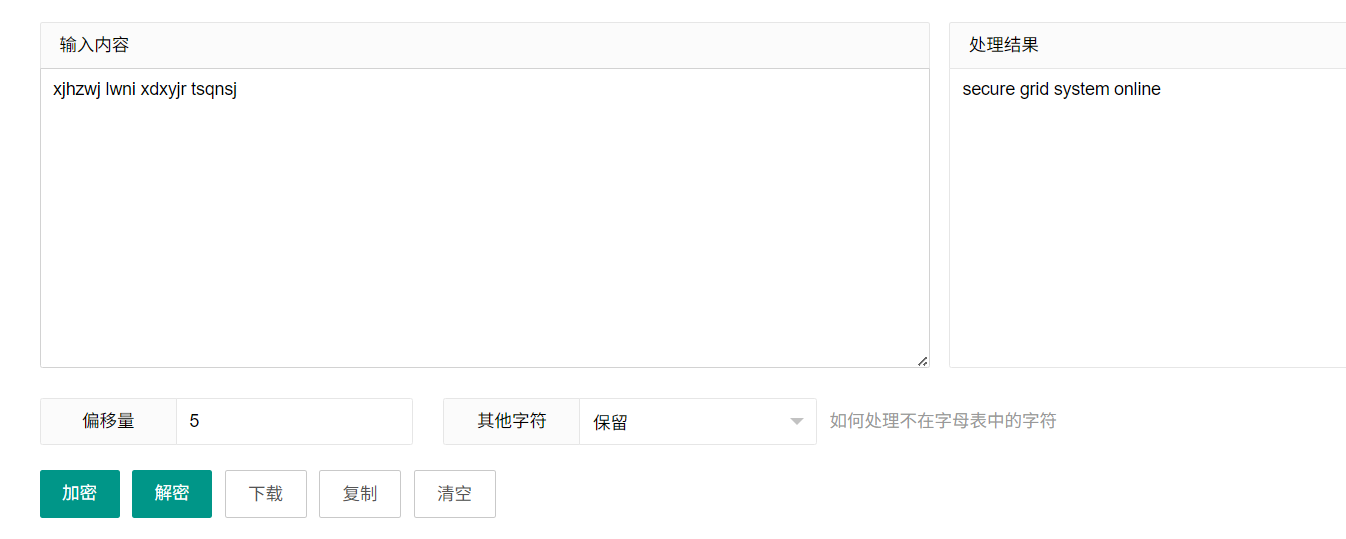 输入内容
处理结果
xjhzwj lwni xdxyjr tsqnsj
secure grid system online
偏移量
5
其他字符
保留
如何处理不在字母表中的字符
加密
解密
下载
复制
清空